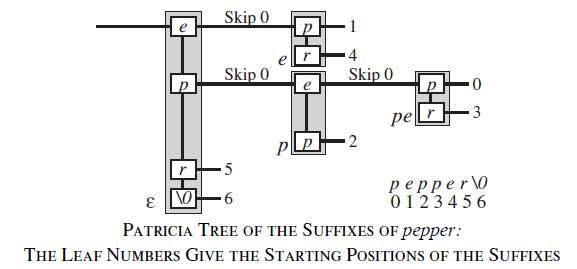 e Skip 0 p 1
e r 4
p Skip 0 e Skip 0 p 0
pe r 3
p p 2
r 5
ε \0 6
p e p p e r \0
0 1 2 3 4 5 6
PATRICIA TREE OF THE SUFFIXES OF pepper:
THE LEAF NUMBERS GIVE THE STARTING POSITIONS OF THE SUFFIXES